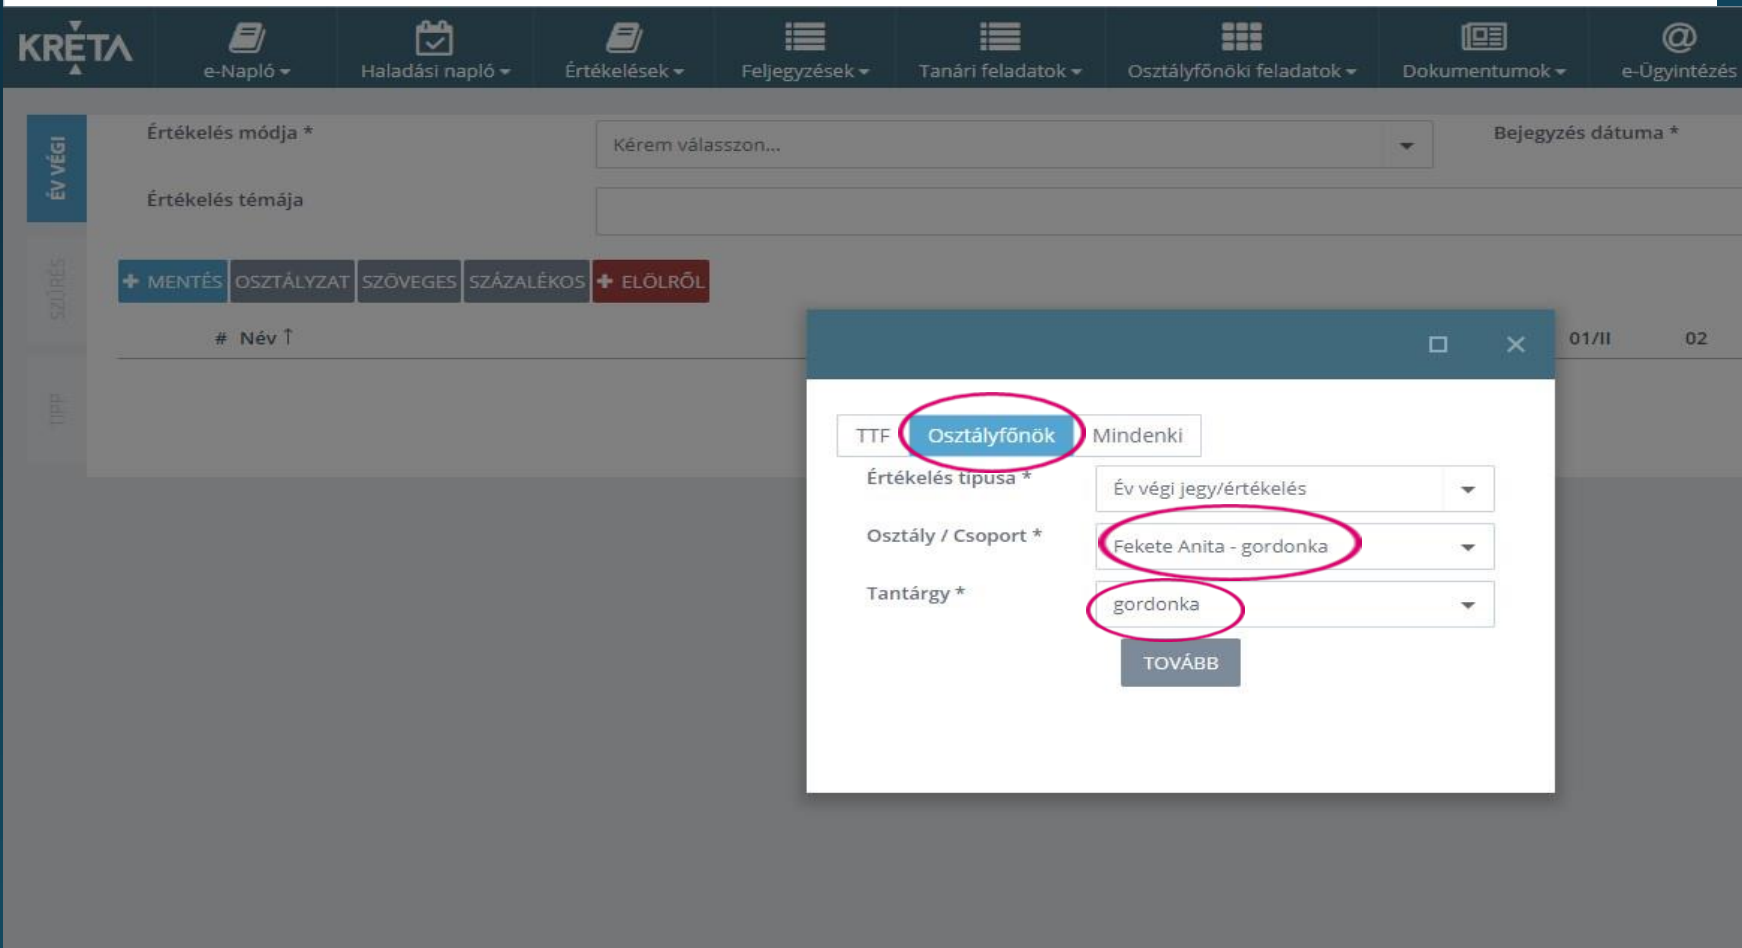 KRÉTA
e-Napló
Haladási napló
Értékelések
Feljegyzések
Tanári feladatok
Osztályfőnöki feladatok
Dokumentumok
e-Ügyintézés
ÉV VÉGI
SZŰRÉS
TIPP
Értékelés módja *
Kérem válasszon...
Bejegyzés dátuma *
Értékelés témája
+ MENTÉS OSZTÁLYZAT SZÖVEGES SZÁZALÉKOS + ELÖLRŐL
# Név ↑
01/II 02
TTF Osztályfőnök Mindenki
Értékelés típusa *
Év végi jegy/értékelés
Osztály / Csoport *
Fekete Anita - gordonka
Tantárgy *
gordonka
TOVÁBB